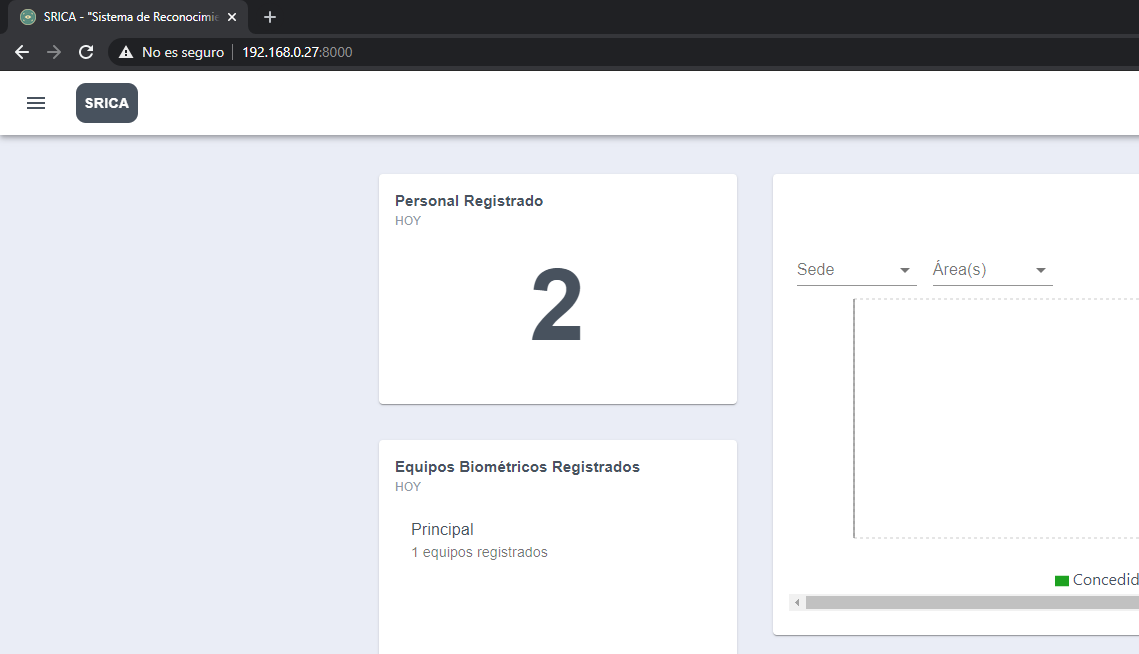 SRICA - "Sistema de Reconocimie
No es seguro 192.168.0.27:8000
SRICA
Personal Registrado
HOY
2
Equipos Biométricos Registrados
HOY
Principal
1 equipos registrados
Sede Área(s)
Concedid